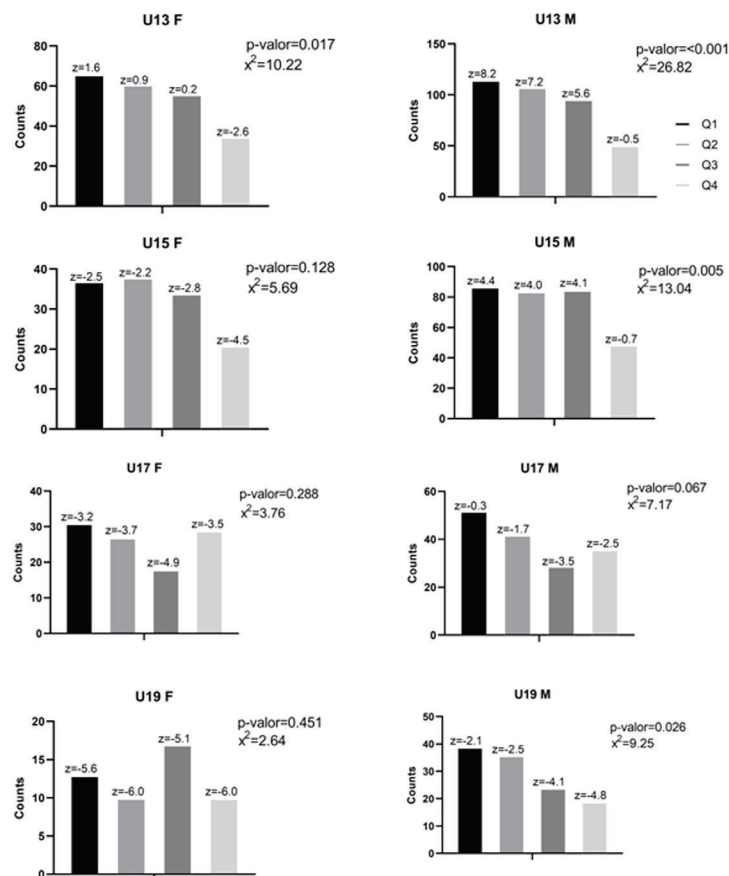 U13 F
p-valor=0.017
x²=10.22
Counts
80
60
40
20
0
z=1.6
z=0.9
z=0.2
z=-2.6
U13 M
p-valor=<0.001
x²=26.82
Counts
150
100
50
0
z=8.2
z=7.2
z=5.6
z=-0.5
Q1
Q2
Q3
Q4
U15 F
p-valor=0.128
x²=5.69
Counts
40
30
20
10
0
z=-2.5
z=-2.2
z=-2.8
z=-4.5
U15 M
p-valor=0.005
x²=13.04
Counts
100
80
60
40
20
0
z=4.4
z=4.0
z=4.1
z=-0.7
U17 F
p-valor=0.288
x²=3.76
Counts
40
30
20
10
0
z=-3.2
z=-3.7
z=-4.9
z=-3.5
U17 M
p-valor=0.067
x²=7.17
Counts
60
40
20
0
z=-0.3
z=-1.7
z=-3.5
z=-2.5
U19 F
p-valor=0.451
x²=2.64
Counts
20
15
10
5
0
z=-5.6
z=-6.0
z=-5.1
z=-6.0
U19 M
p-valor=0.026
x²=9.25
Counts
50
40
30
20
10
0
z=-2.1
z=-2.5
z=-4.1
z=-4.8